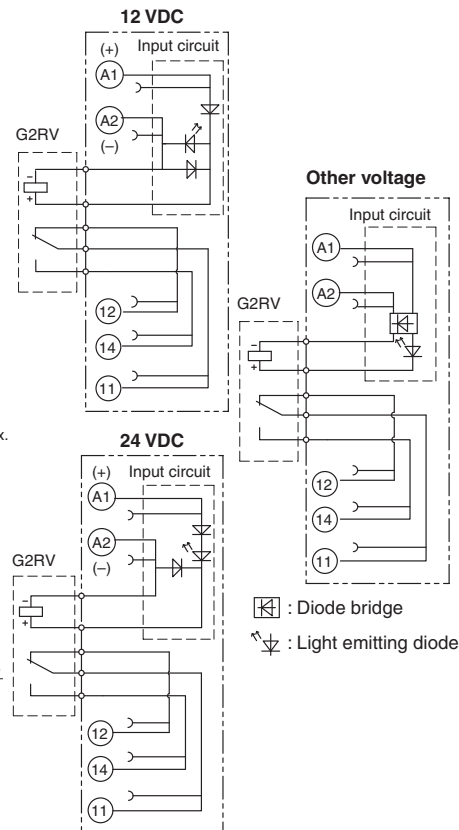 12 VDC
(+) Input circuit
A1
A2
(–)
G2RV
–
+
12
14
11
Other voltage
Input circuit
A1
A2
G2RV
–
+
12
14
11
x.
24 VDC
(+) Input circuit
A1
A2
(–)
G2RV
–
+
12
14
11
: Diode bridge
: Light emitting diode